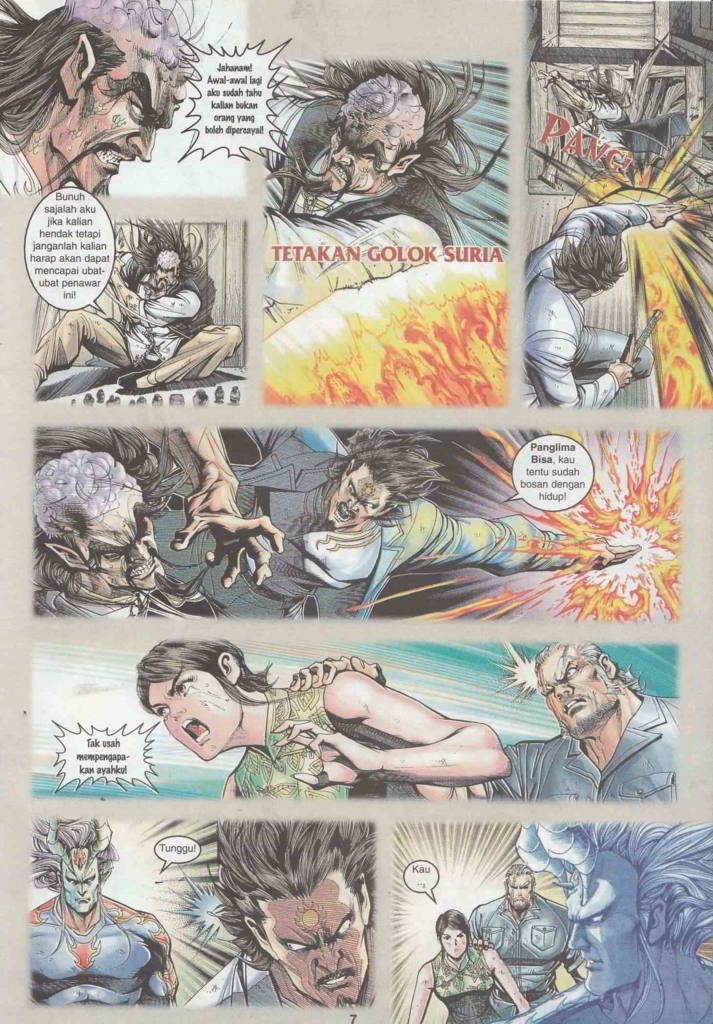 Jahanam!
Awal-awal lagi
aku sudah tahu
kalian bukan
orang yang
boleh dipercayai!
Bunuh
sajalah aku
jika kalian
hendak tetapi
janganlah kalian
harap akan dapat
mencapai ubat-
ubat penawar
ini!
TETAKAN GOLOK SURIA
PANG!
Panglima
Bisa, kau
tentu sudah
bosan dengan
hidup!
Tak usah
mempengapa-
kan ayahku!
Tunggu!
Kau
...
7